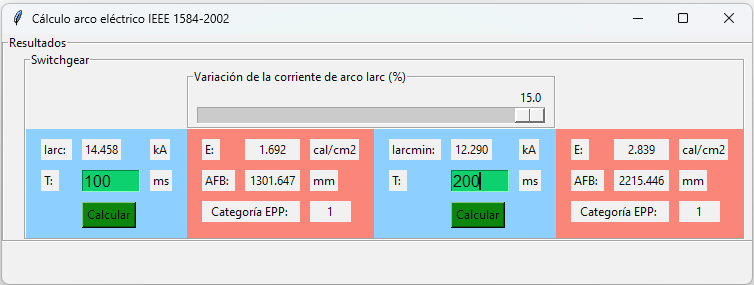 Cálculo arco eléctrico IEEE 1584-2002
Resultados
Switchgear
Variación de la corriente de arco Iarc (%)
15.0
Iarc: 14.458 kA E: 1.692 cal/cm2 Iarcmin: 12.290 kA E: 2.839 cal/cm2
T: 100 ms AFB: 1301.647 mm T: 200 ms AFB: 2215.446 mm
Calcular Categoría EPP: 1 Calcular Categoría EPP: 1